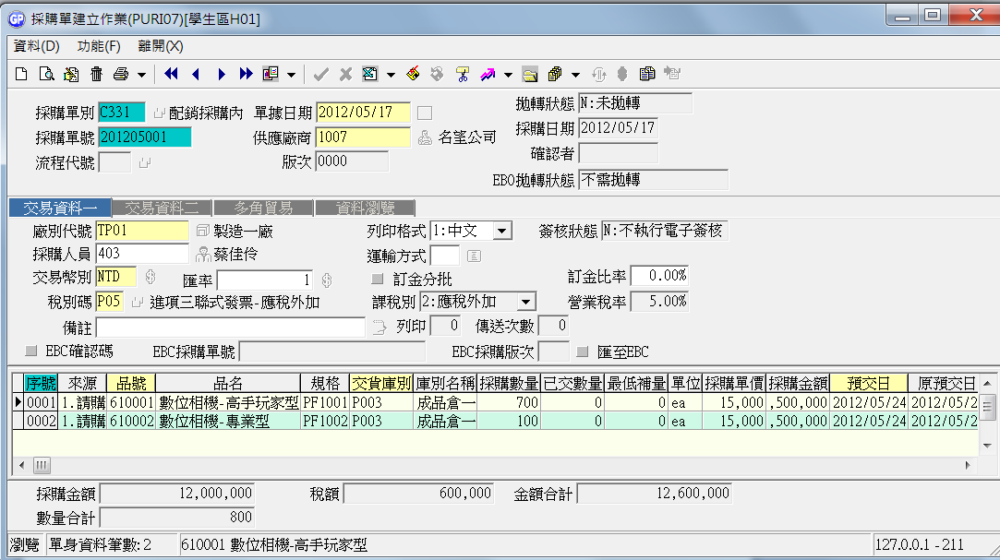 採購單建立作業(PURI07)[學生區H01]
資料(D) 功能(F) 離開(X)
採購單別 C331 配銷採購內 單據日期 2012/05/17 拋轉狀態 N:未拋轉
採購單號 201205001 供應廠商 1007 名望公司 採購日期 2012/05/17
流程代號 版次 0000 確認者
EBO拋轉狀態 不需拋轉
交易資料一 交易資料二 多角貿易 資料瀏覽
廠別代號 TP01 製造一廠 列印格式 1:中文 簽核狀態 N:不執行電子簽核
採購人員 403 蔡佳伶 運輸方式
交易幣別 NTD 匯率 1 訂金分批 訂金比率 0.00%
稅別碼 P05 進項三聯式發票-應稅外加 課稅別 2:應稅外加 營業稅率 5.00%
備註 列印 0 傳送次數 0
EBC確認碼 EBC採購單號 EBC採購版次 匯至EBC
序號 來源 品號 品名 規格 交貨庫別 庫別名稱 採購數量 已交數量 最低補量 單位 採購單價 採購金額 預交日 原預交日
0001 1.請購 610001 數位相機-高手玩家型 PF1001 P003 成品倉一 700 0 0 ea 15,000 ,500,000 2012/05/24 2012/05/2
0002 1.請購 610002 數位相機-專業型 PF1002 P003 成品倉一 100 0 0 ea 15,000 ,500,000 2012/05/24 2012/05/2
採購金額 12,000,000 稅額 600,000 金額合計 12,600,000
數量合計 800
瀏覽 單身資料筆數: 2 610001 數位相機-高手玩家型 127.0.0.1 - 211